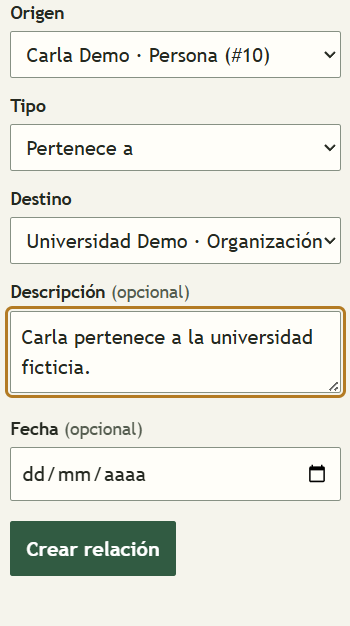 Origen
Carla Demo · Persona (#10)
Tipo
Pertenece a
Destino
Universidad Demo · Organización
Descripción (opcional)
Carla pertenece a la universidad
ficticia.
Fecha (opcional)
dd/mm/aaaa
Crear relación